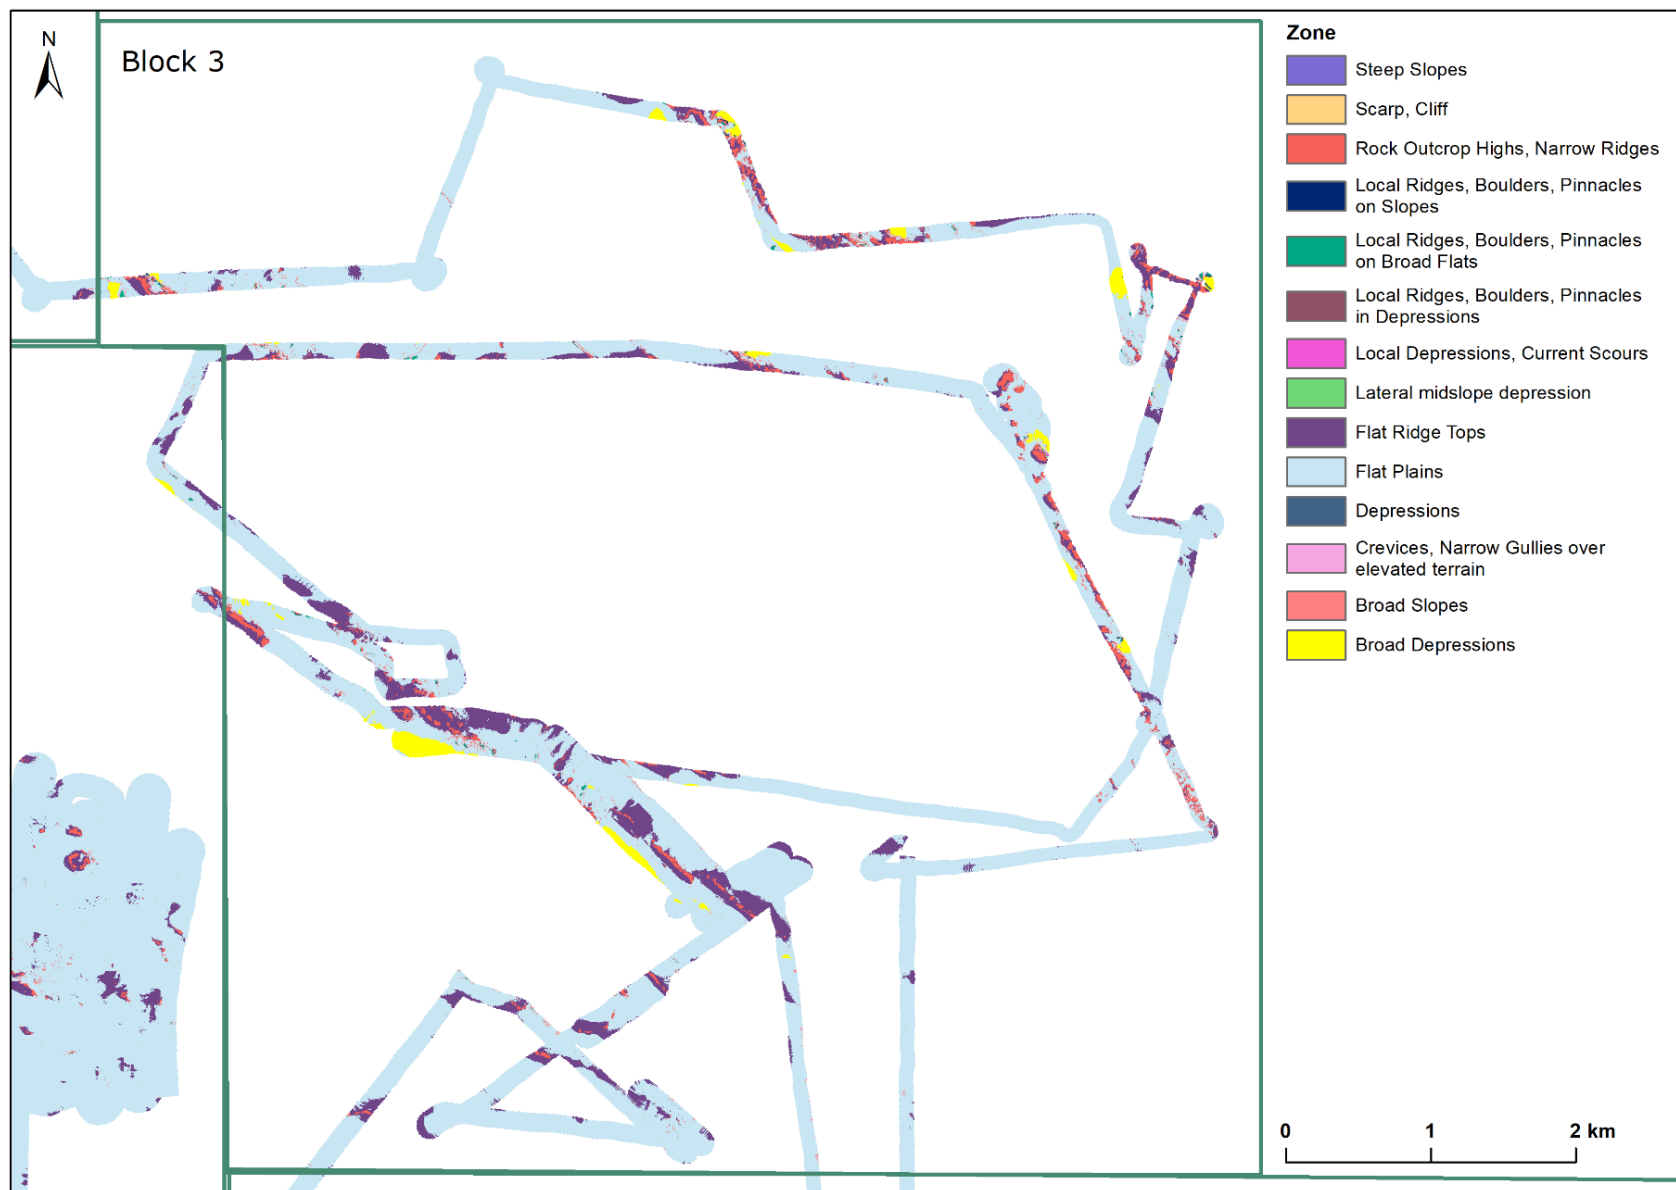 N
Block 3
Zone
Steep Slopes
Scarp, Cliff
Rock Outcrop Highs, Narrow Ridges
Local Ridges, Boulders, Pinnacles
on Slopes
Local Ridges, Boulders, Pinnacles
on Broad Flats
Local Ridges, Boulders, Pinnacles
in Depressions
Local Depressions, Current Scours
Lateral midslope depression
Flat Ridge Tops
Flat Plains
Depressions
Crevices, Narrow Gullies over
elevated terrain
Broad Slopes
Broad Depressions
0 1 2 km